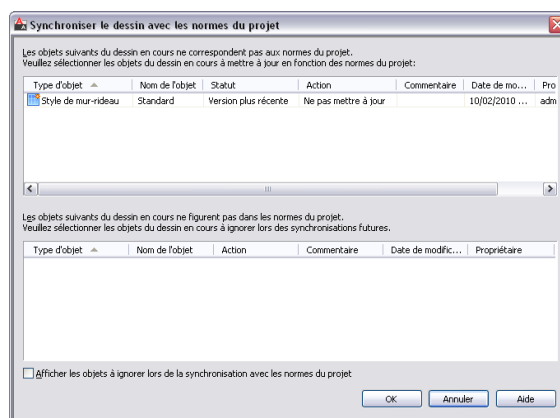 Synchroniser le dessin avec les normes du projet
Les objets suivants du dessin en cours ne correspondent pas aux normes du projet.
Veuillez sélectionner les objets du dessin en cours à mettre à jour en fonction des normes du projet:
Type d'objet Nom de l'objet Statut Action Commentaire Date de mo... Pro
Style de mur-rideau Standard Version plus récente Ne pas mettre à jour 10/02/2010 ... adm
Les objets suivants du dessin en cours ne figurent pas dans les normes du projet.
Veuillez sélectionner les objets du dessin en cours à ignorer lors des synchronisations futures.
Type d'objet Nom de l'objet Action Commentaire Date de modific... Propriétaire
Afficher les objets à ignorer lors de la synchronisation avec les normes du projet
OK Annuler Aide